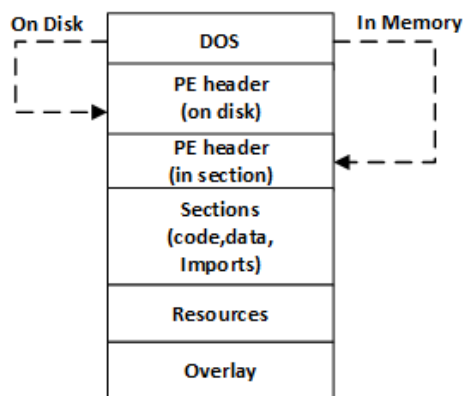 On Disk
In Memory
DOS
PE header
(on disk)
PE header
(in section)
Sections
(code,data,
Imports)
Resources
Overlay